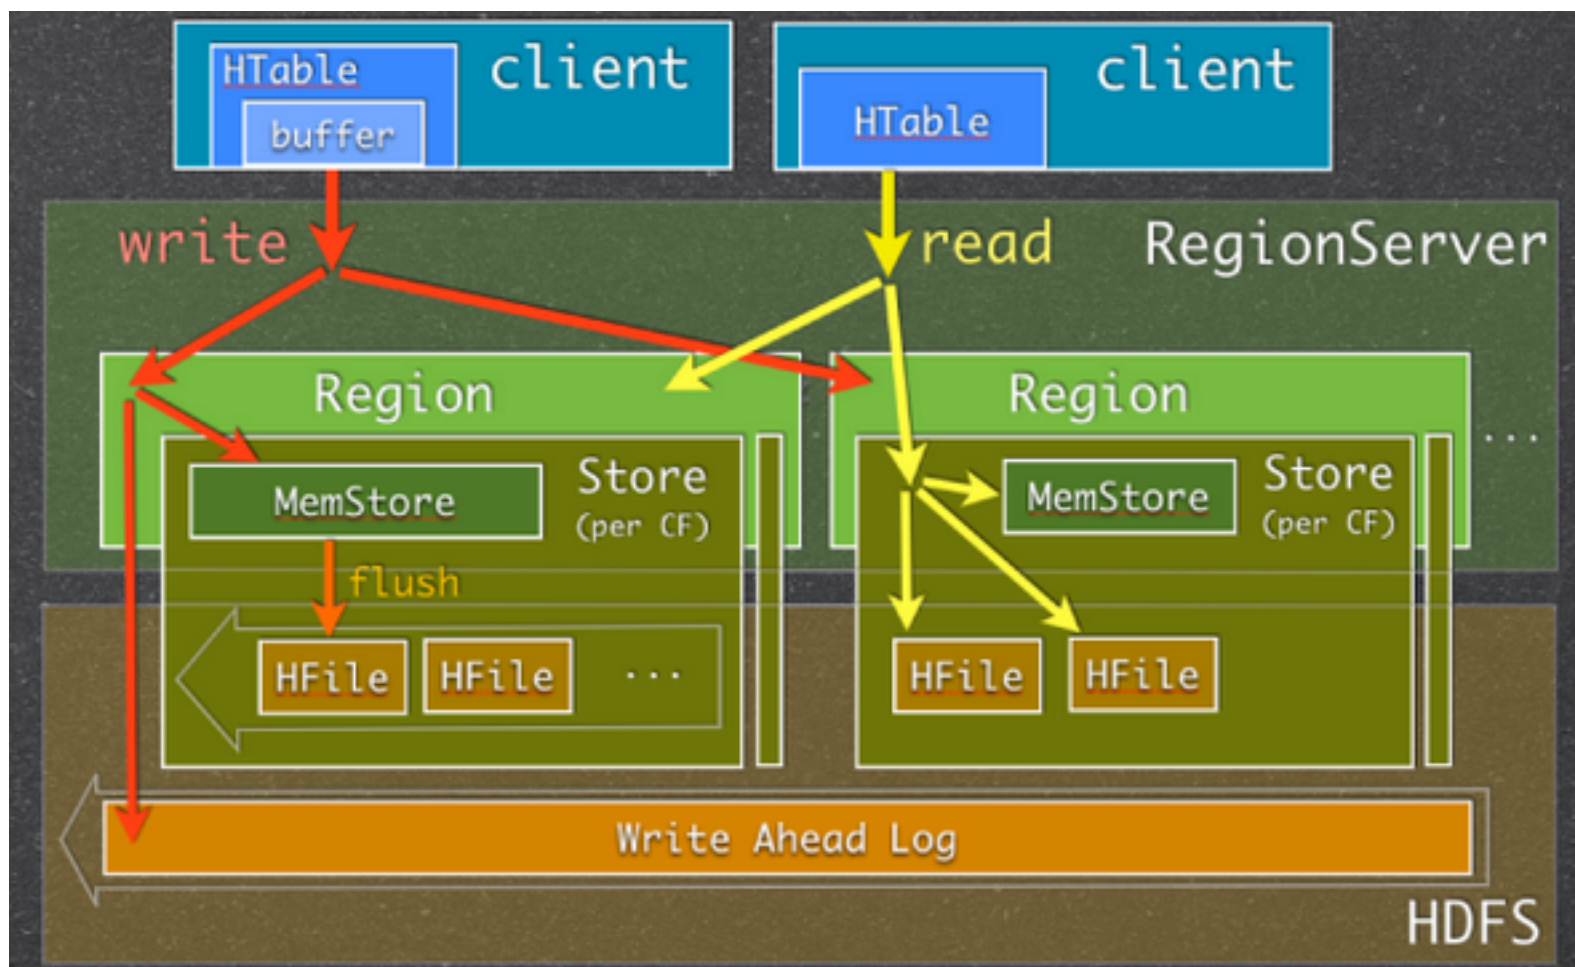 HTable
client
buffer
HTable
client
write
read
RegionServer
Region
Region
...
MemStore
Store
(per CF)
MemStore
Store
(per CF)
flush
HFile
HFile
...
HFile
HFile
Write Ahead Log
HDFS